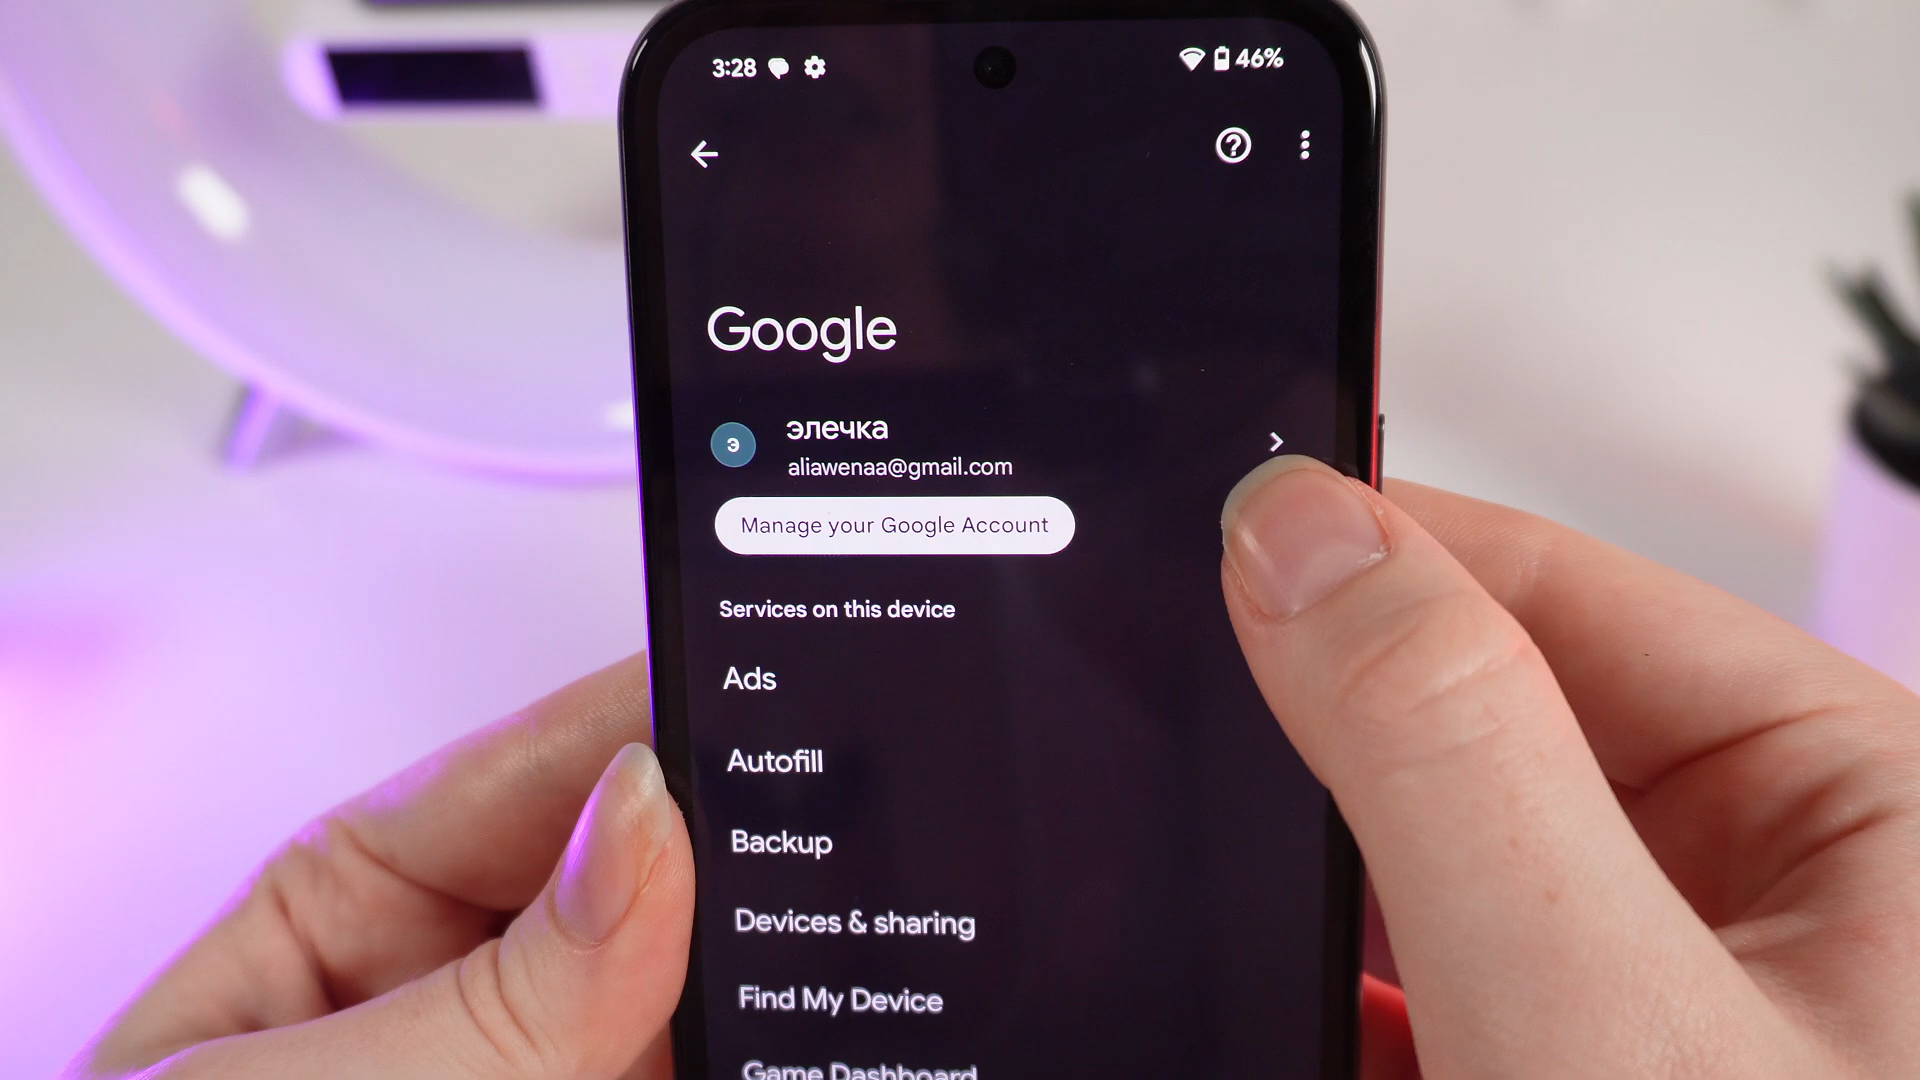 3:28 46%
Google
э элечка
aliawenaa@gmail.com
Manage your Google Account
Services on this device
Ads
Autofill
Backup
Devices & sharing
Find My Device
Game Dashboard